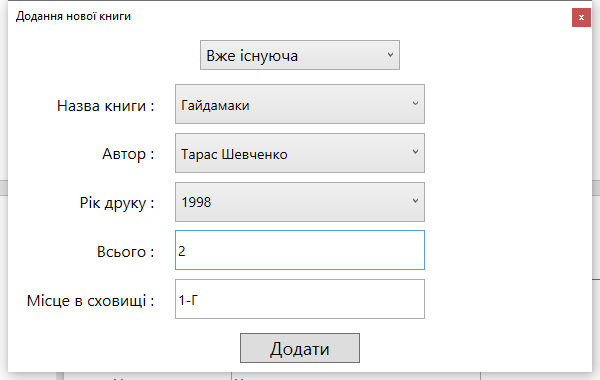 Додання нової книги
x
Вже існуюча
Назва книги : Гайдамаки
Автор : Тарас Шевченко
Рік друку : 1998
Всього : 2
Місце в сховищі : 1-Г
Додати